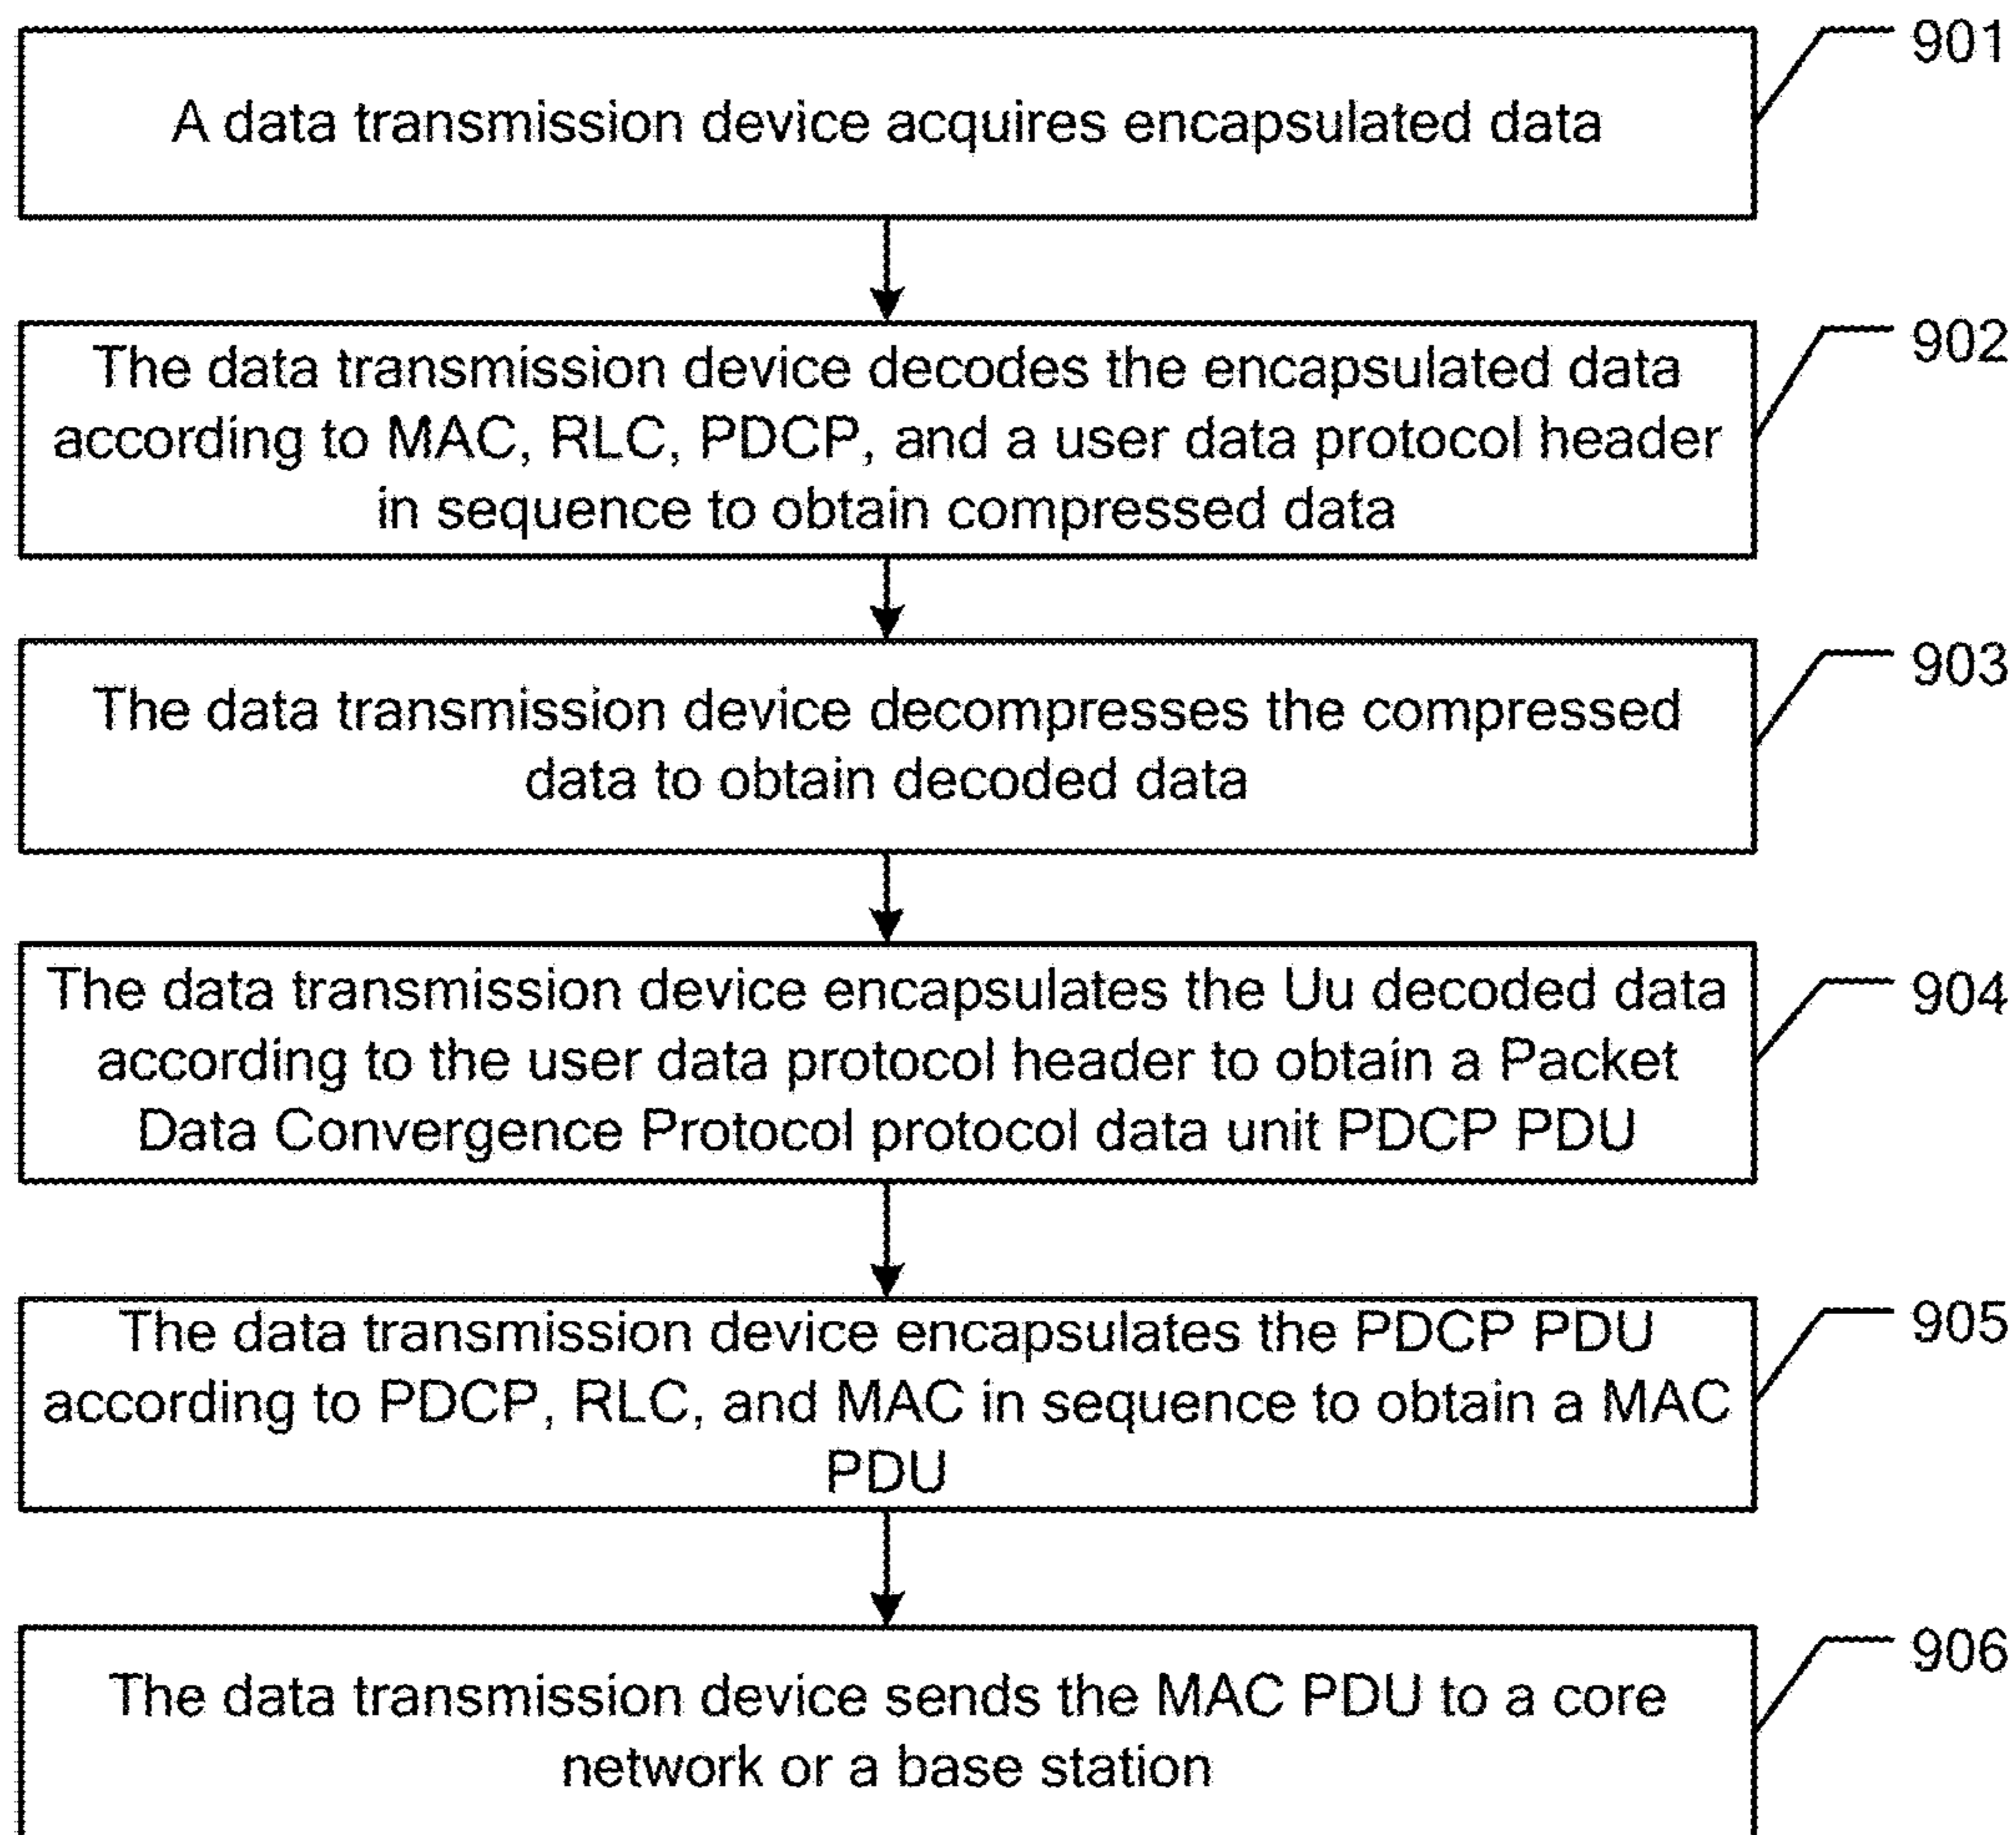 901
A data transmission device acquires encapsulated data
902
The data transmission device decodes the encapsulated data
according to MAC, RLC, PDCP, and a user data protocol header
in sequence to obtain compressed data
903
The data transmission device decompresses the compressed
data to obtain decoded data
904
The data transmission device encapsulates the Uu decoded data
according to the user data protocol header to obtain a Packet
Data Convergence Protocol protocol data unit PDCP PDU
905
The data transmission device encapsulates the PDCP PDU
according to PDCP, RLC, and MAC in sequence to obtain a MAC
PDU
906
The data transmission device sends the MAC PDU to a core
network or a base station